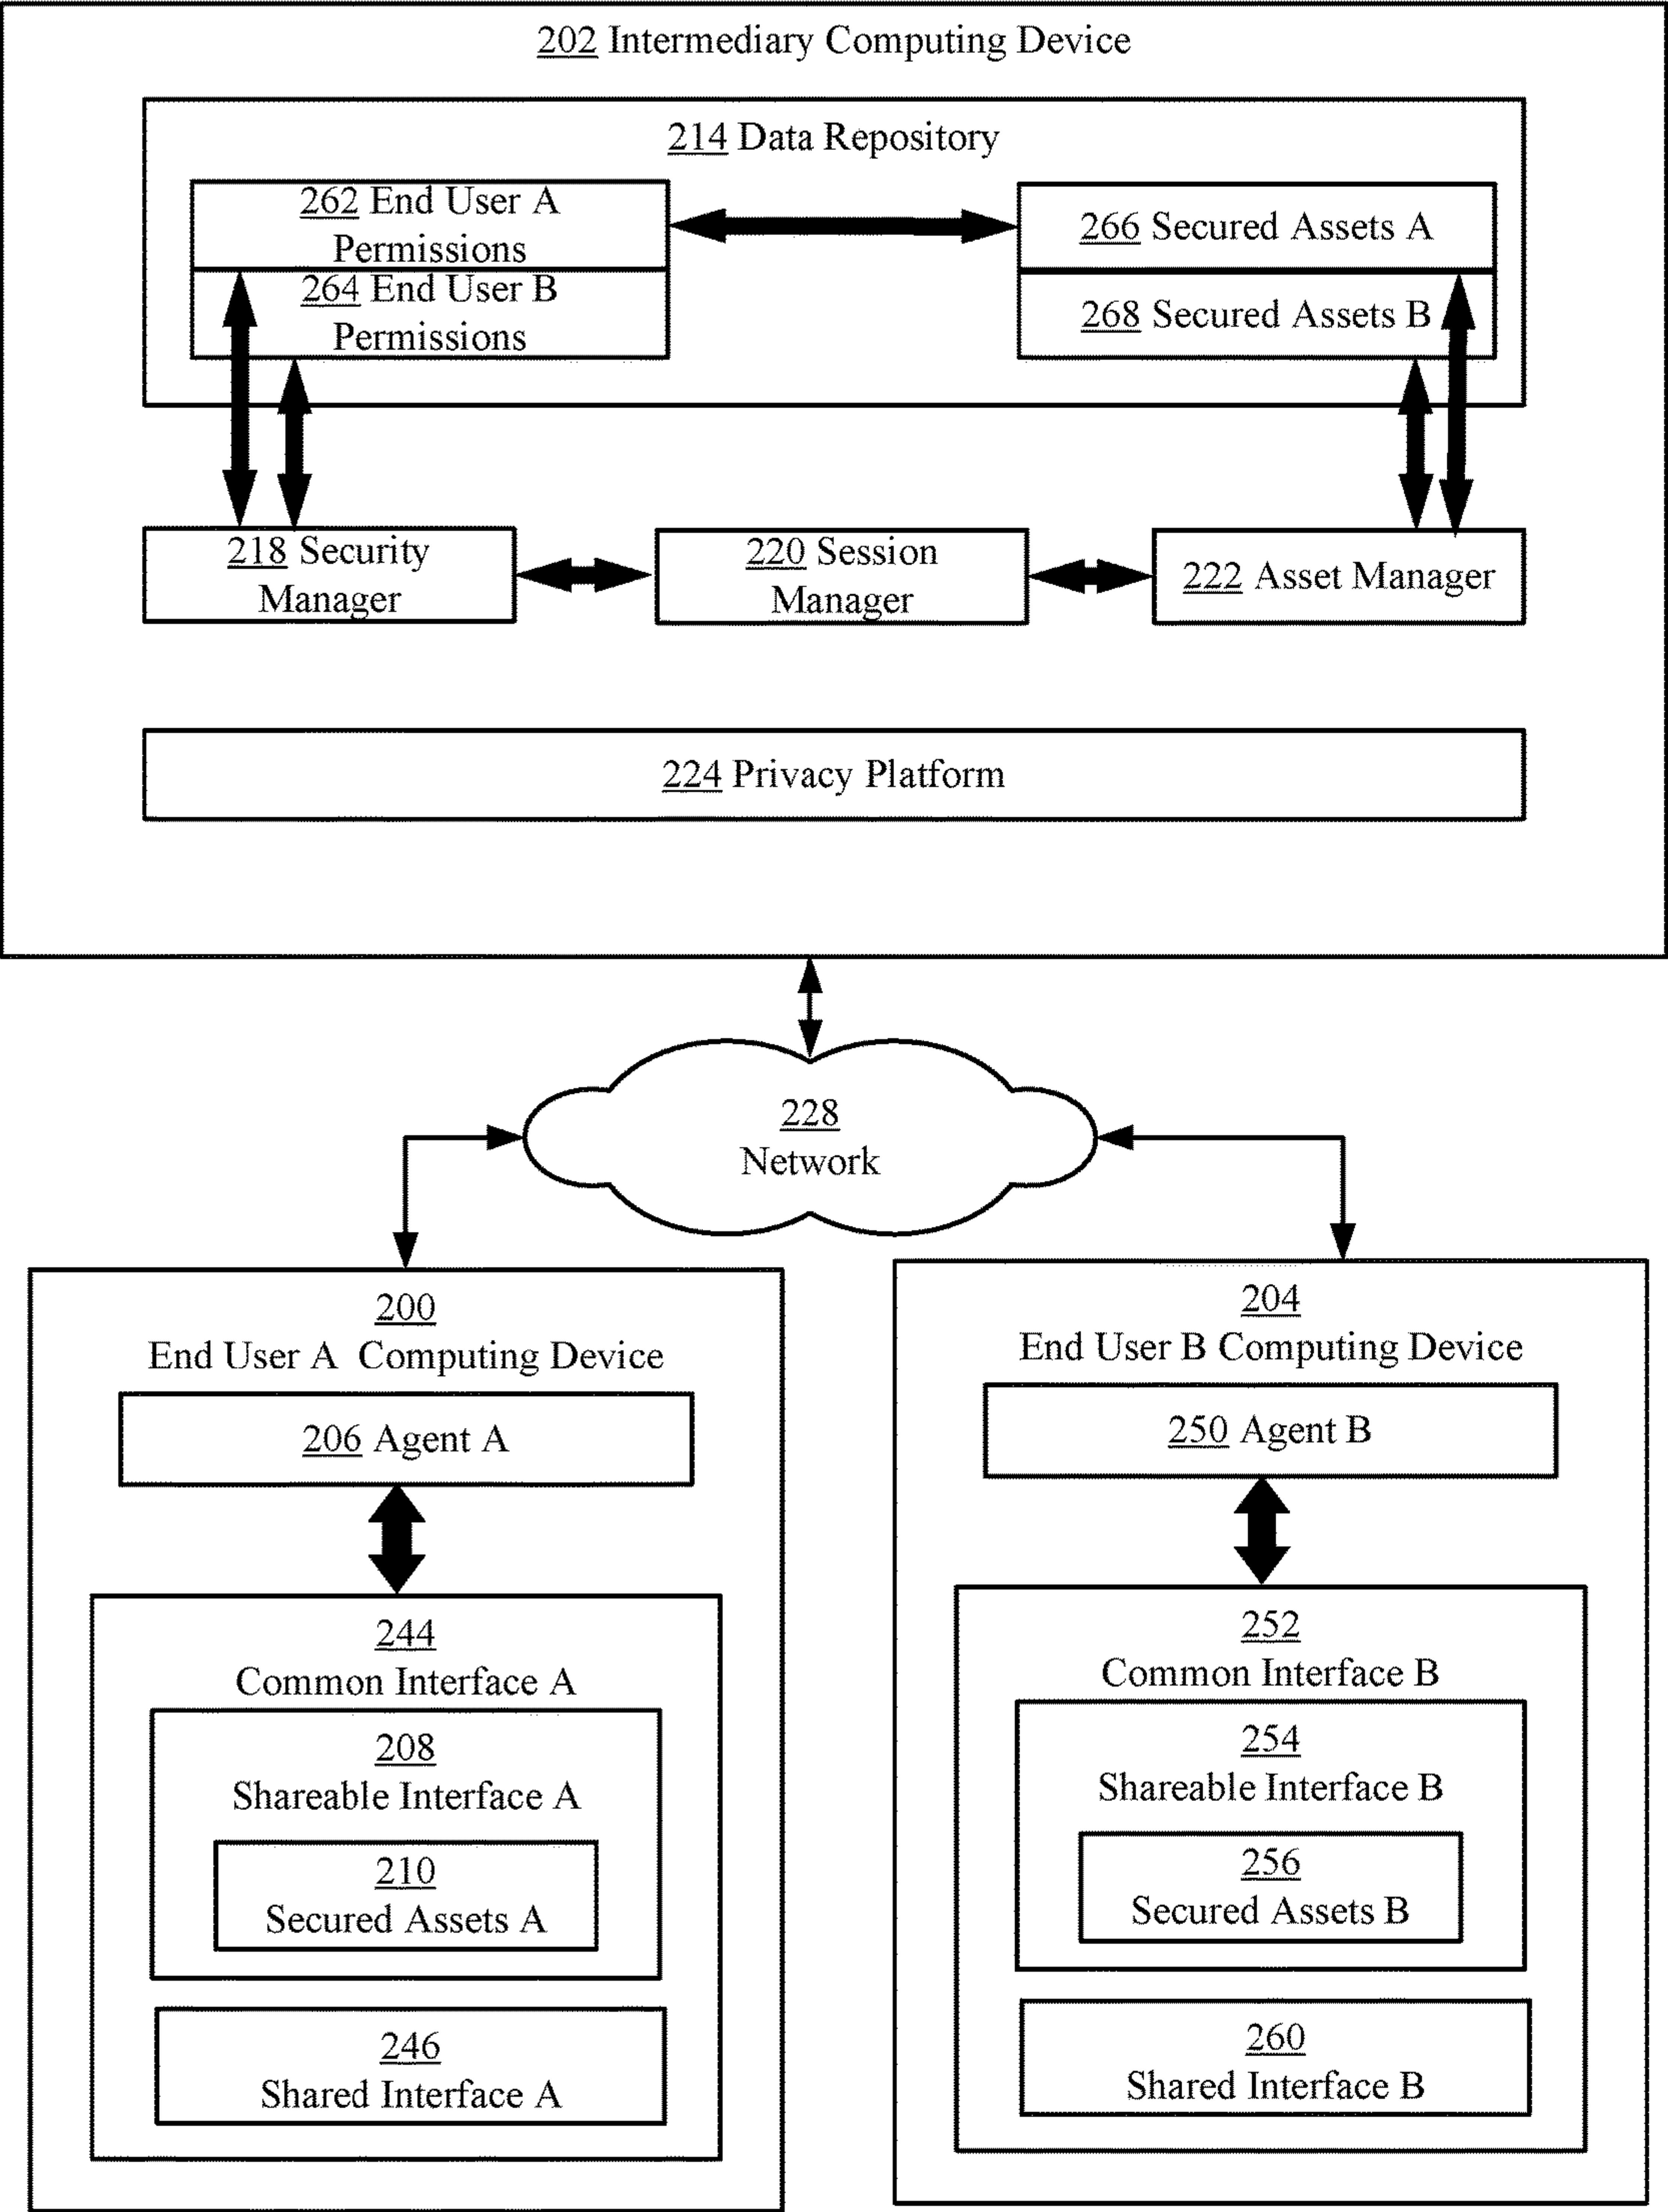 202 Intermediary Computing Device
214 Data Repository
262 End User A
Permissions
264 End User B
Permissions
266 Secured Assets A
268 Secured Assets B
218 Security
Manager
220 Session
Manager
222 Asset Manager
224 Privacy Platform
228
Network
200
End User A Computing Device
206 Agent A
244
Common Interface A
208
Shareable Interface A
210
Secured Assets A
246
Shared Interface A
204
End User B Computing Device
250 Agent B
252
Common Interface B
254
Shareable Interface B
256
Secured Assets B
260
Shared Interface B